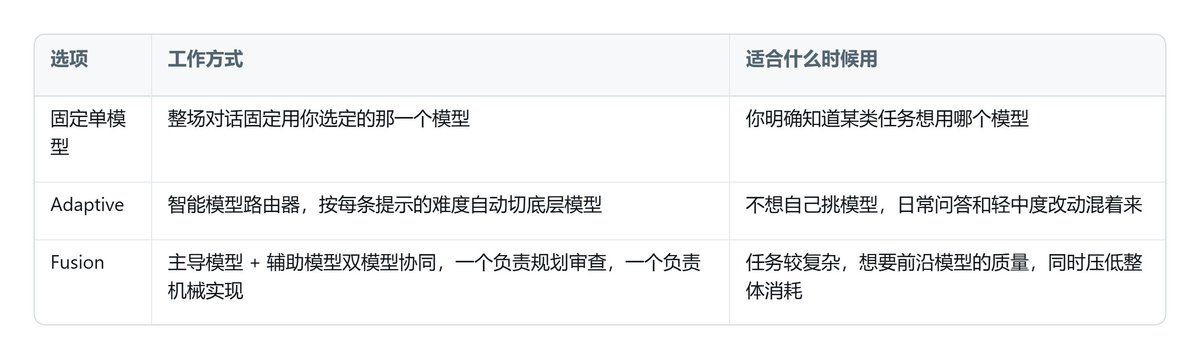 选项
工作方式
适合什么时候用
固定单模
型
整场对话固定用你选定的那一个模型
你明确知道某类任务想用哪个模型
Adaptive
智能模型路由器，按每条提示的难度自动切底层模型
不想自己挑模型，日常问答和轻中度改动混着来
Fusion
主导模型 + 辅助模型双模型协同，一个负责规划审查，一个负责
机械实现
任务较复杂，想要前沿模型的质量，同时压低整
体消耗